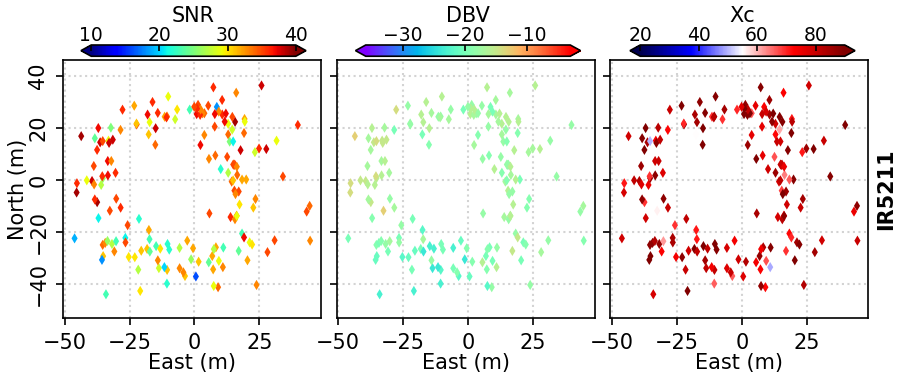 SNR DBV Xc
10 20 30 40 −30 −20 −10 20 40 60 80
40
20
0
−20
−40
North (m)
IR5211
−50 −25 0 25 −50 −25 0 25 −50 −25 0 25
East (m) East (m) East (m)